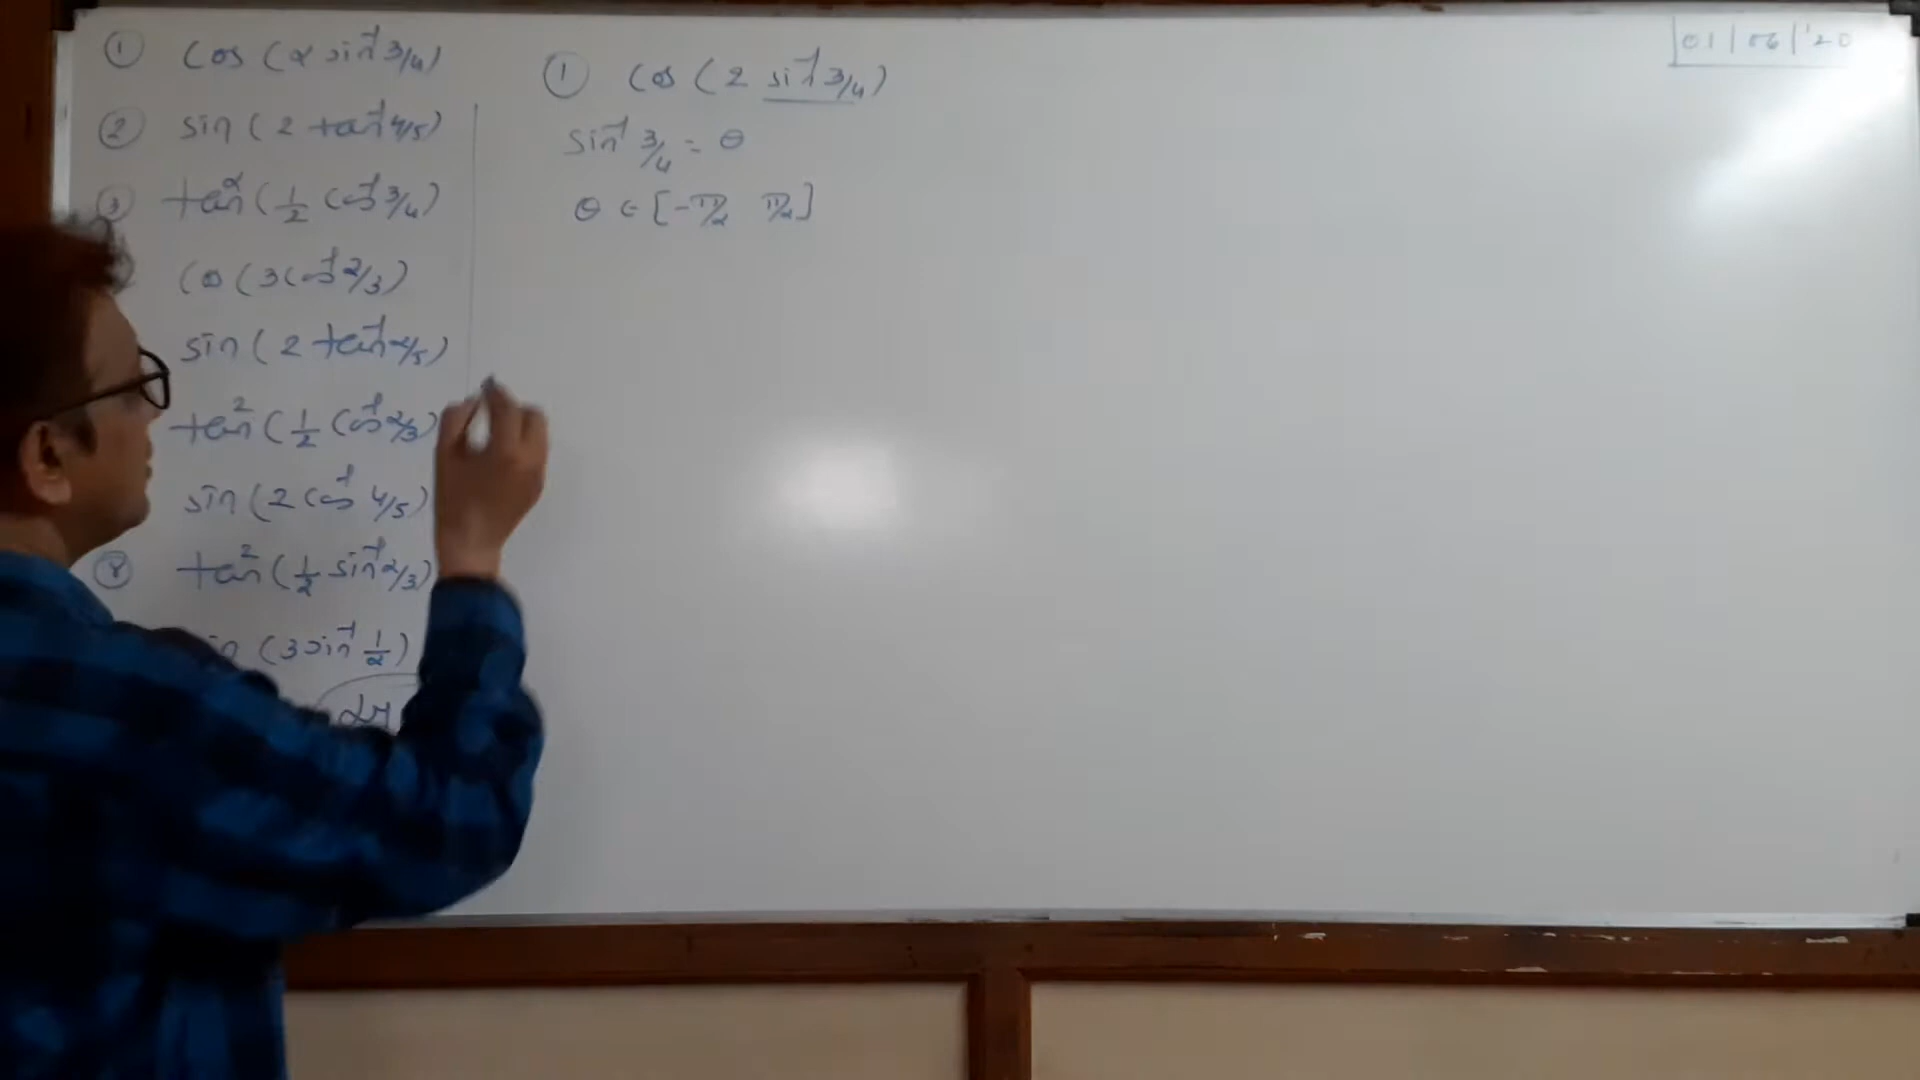 ① cos (2 sin⁻¹ 3/4)
② sin (2 tan⁻¹ 4/5)
③ tan² (1/2 cos⁻¹ 3/4)
cos (3 cos⁻¹ 2/3)
sin (2 tan⁻¹ 2/5)
tan² (1/2 cos⁻¹ 2/3)
sin (2 cos⁻¹ 4/5)
⑧ tan² (1/2 sin⁻¹ 2/3)
(3 sin⁻¹ 1/2)
① cos (2 sin⁻¹ 3/4)
sin⁻¹ 3/4 = θ
θ ∈ [-π/2 π/2]
01/06/'20